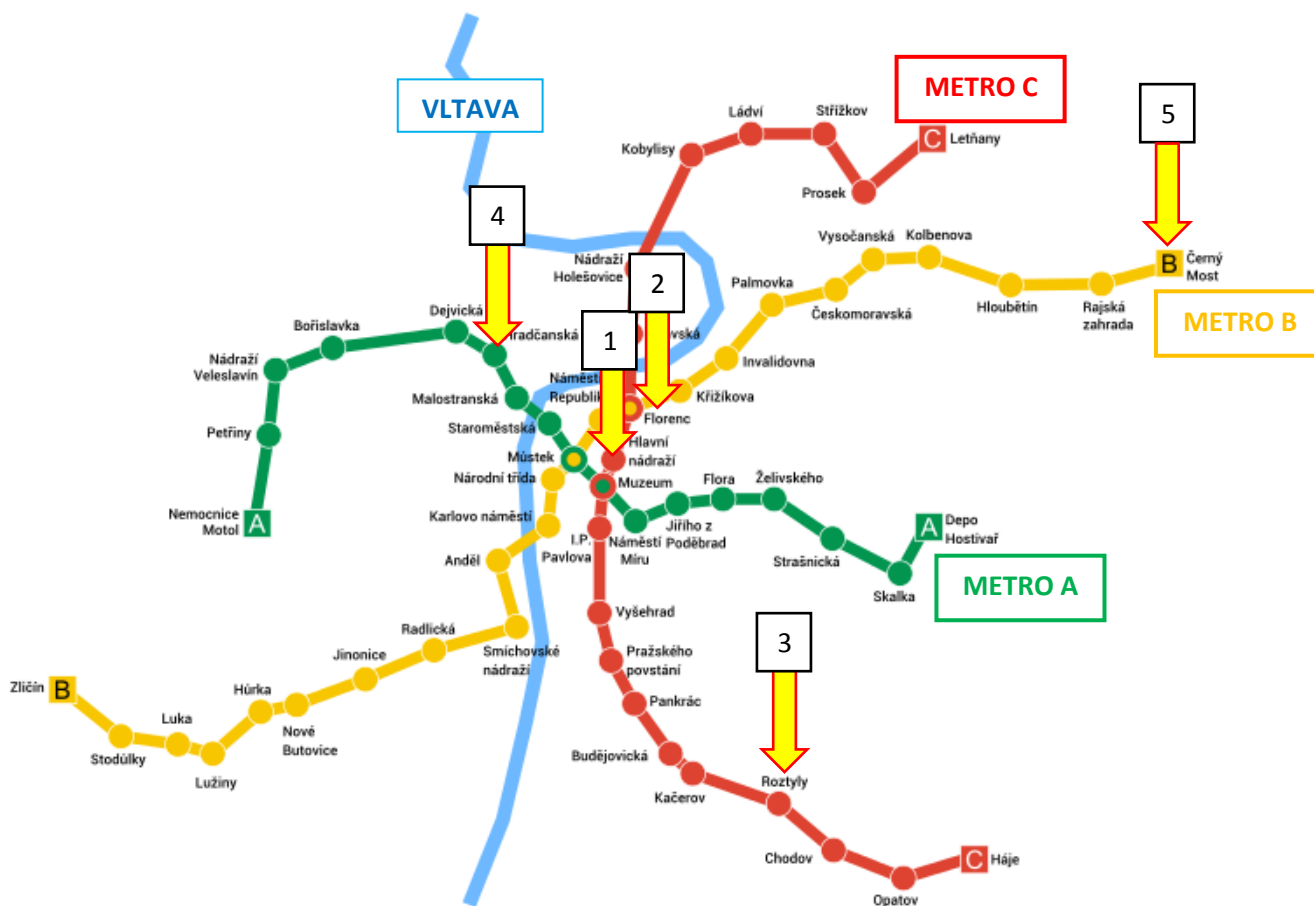 METRO C
5
VLTAVA
Ládví
Střížkov
C
Letňany
Kobylisy
Prosek
4
Vysočanská
Kolbenova
Nádraží
Holešovice
2
B
Černý
Most
Palmovka
Dejvická
Hloubětín
Rajská
zahrada
Českomoravská
METRO B
Bořislavka
Hradčanská
1
Nádraží
Veleslavín
Invalidovna
Náměstí
Republiky
Malostranská
Křižíkova
Florenc
Staroměstská
Petřiny
Hlavní
nádraží
Můstek
Národní třída
Muzeum
Flora
Želivského
Nemocnice
Motol
A
Karlovo náměstí
I.P.
Pavlova
Náměstí
Míru
Jiřího z
Poděbrad
A
Depo
Hostivař
Strašnická
Anděl
Skalka
METRO A
Vyšehrad
Radlická
Smíchovské
nádraží
3
Jinonice
Pražského
povstání
Zličín
B
Hůrka
Luka
Pankrác
Nové
Butovice
Stodůlky
Budějovická
Lužiny
Roztyly
Kačerov
Chodov
C
Háje
Opatov